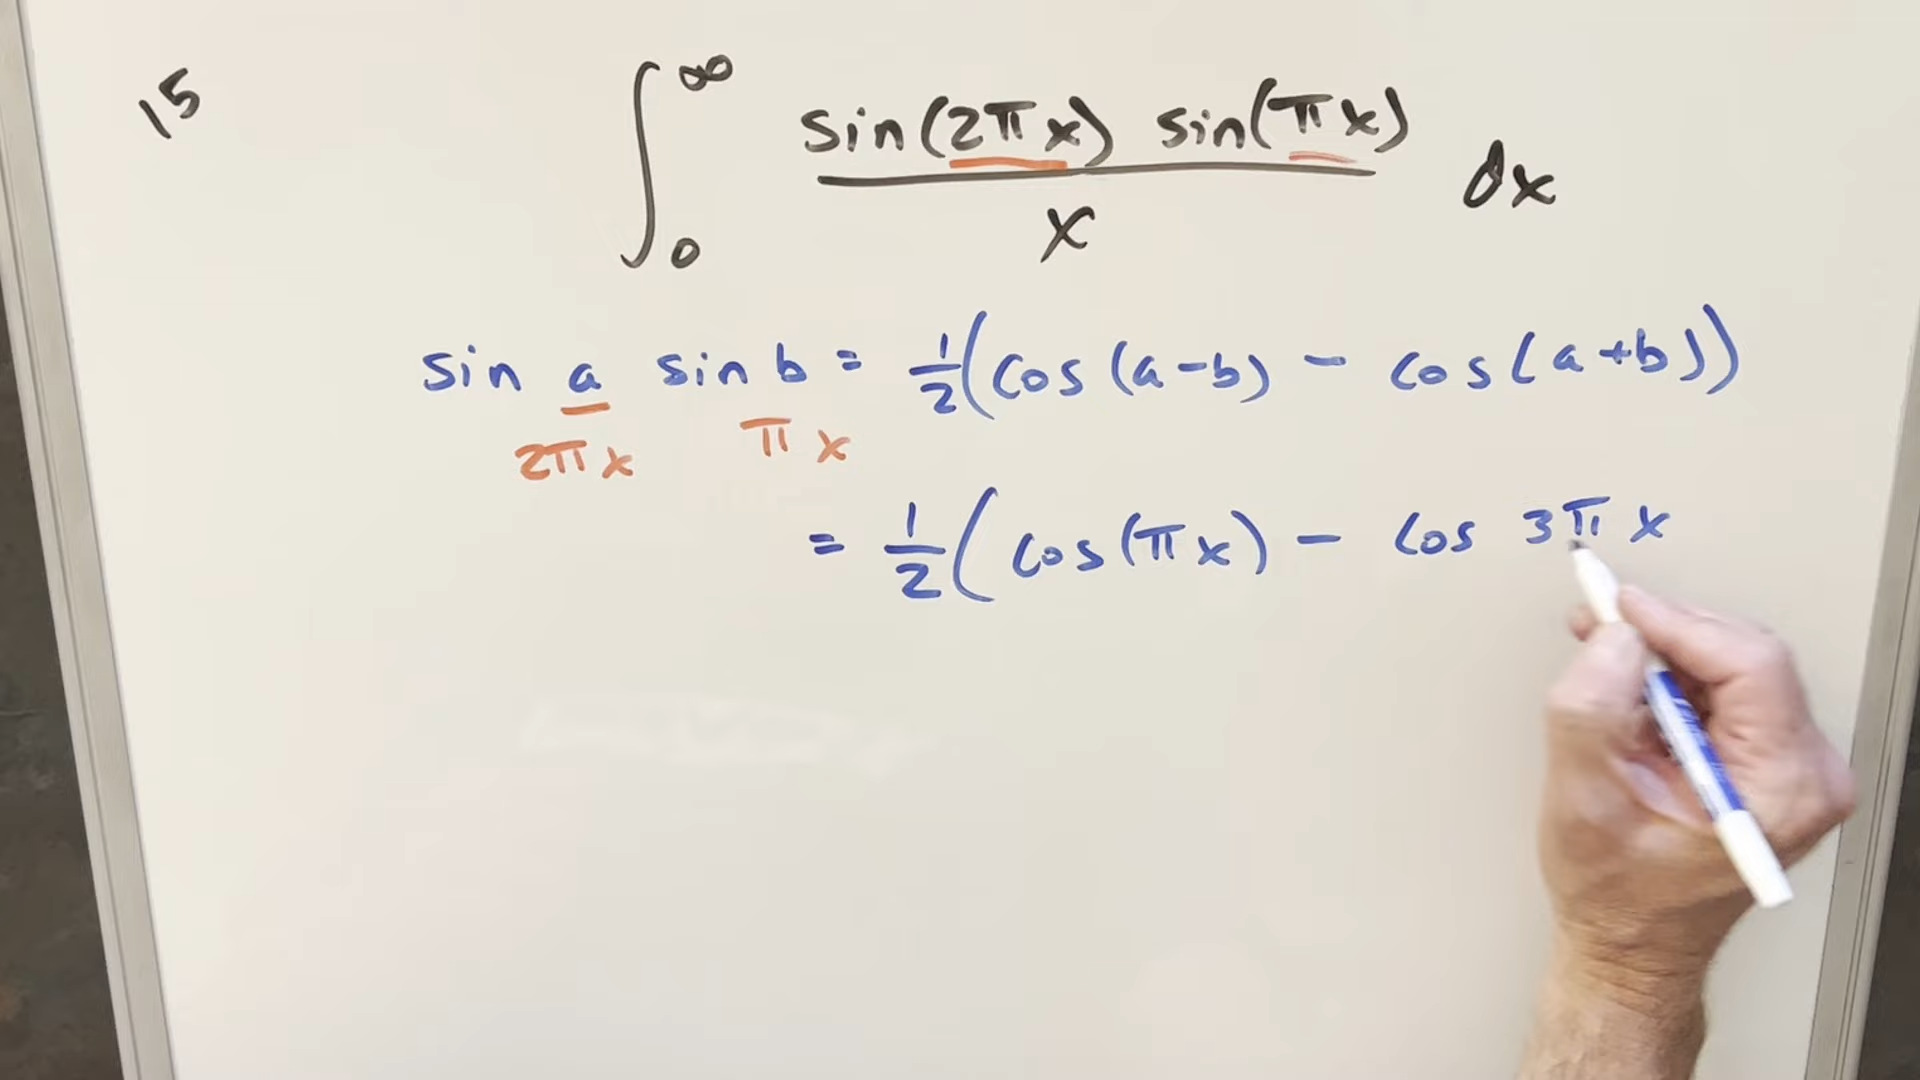 15
∫₀^∞ sin(2πx) sin(πx) / x dx
sin a sin b = 1/2(cos(a-b) - cos(a+b))
2πx πx
= 1/2(cos(πx) - cos 3πx